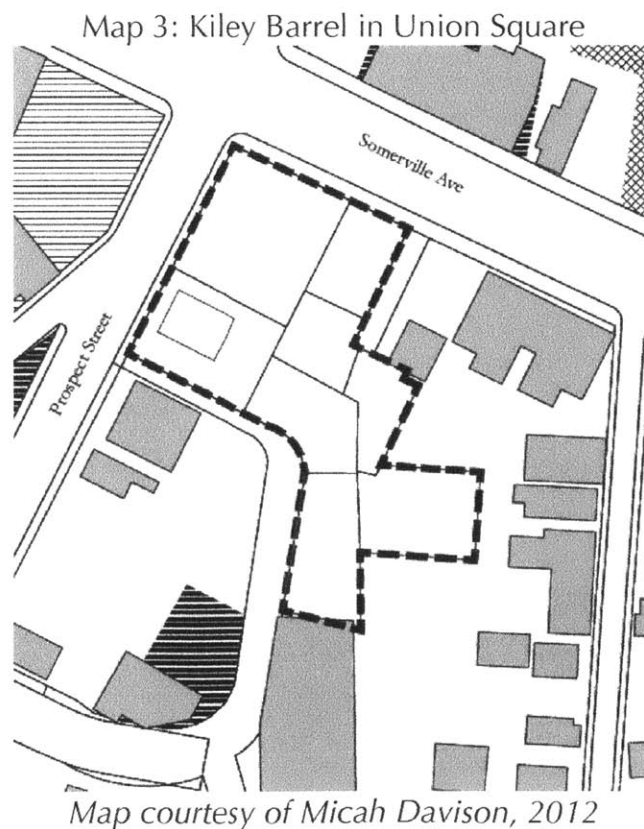 Map 3: Kiley Barrel in Union Square
Somerville Ave
Prospect Street
Map courtesy of Micah Davison, 2012